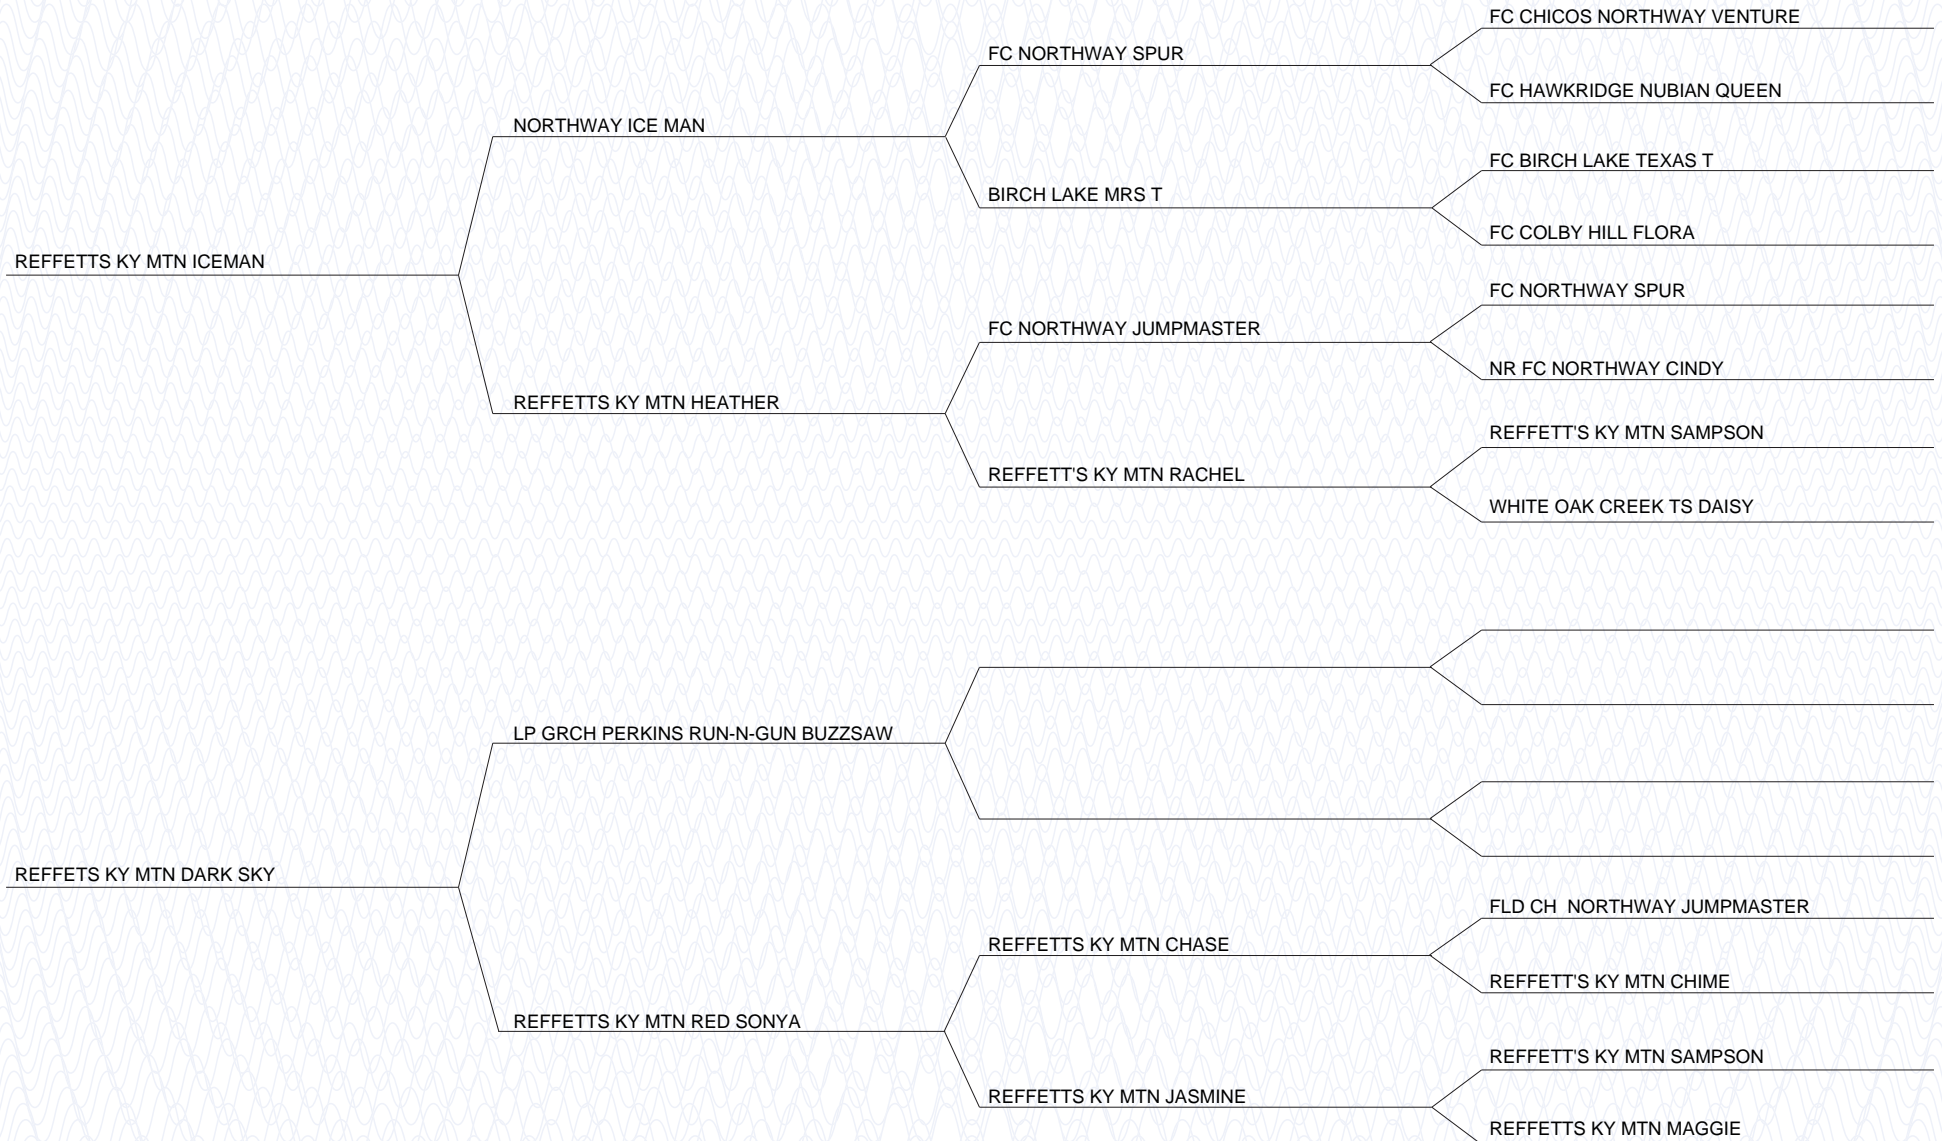 FC CHICOS NORTHWAY VENTURE
FC NORTHWAY SPUR
FC HAWKRIDGE NUBIAN QUEEN
NORTHWAY ICE MAN
FC BIRCH LAKE TEXAS T
BIRCH LAKE MRS T
FC COLBY HILL FLORA
REFFETTS KY MTN ICEMAN
FC NORTHWAY SPUR
FC NORTHWAY JUMPMASTER
NR FC NORTHWAY CINDY
REFFETTS KY MTN HEATHER
REFFETT'S KY MTN SAMPSON
REFFETT'S KY MTN RACHEL
WHITE OAK CREEK TS DAISY
LP GRCH PERKINS RUN-N-GUN BUZZSAW
REFFETS KY MTN DARK SKY
FLD CH  NORTHWAY JUMPMASTER
REFFETTS KY MTN CHASE
REFFETT'S KY MTN CHIME
REFFETTS KY MTN RED SONYA
REFFETT'S KY MTN SAMPSON
REFFETTS KY MTN JASMINE
REFFETTS KY MTN MAGGIE